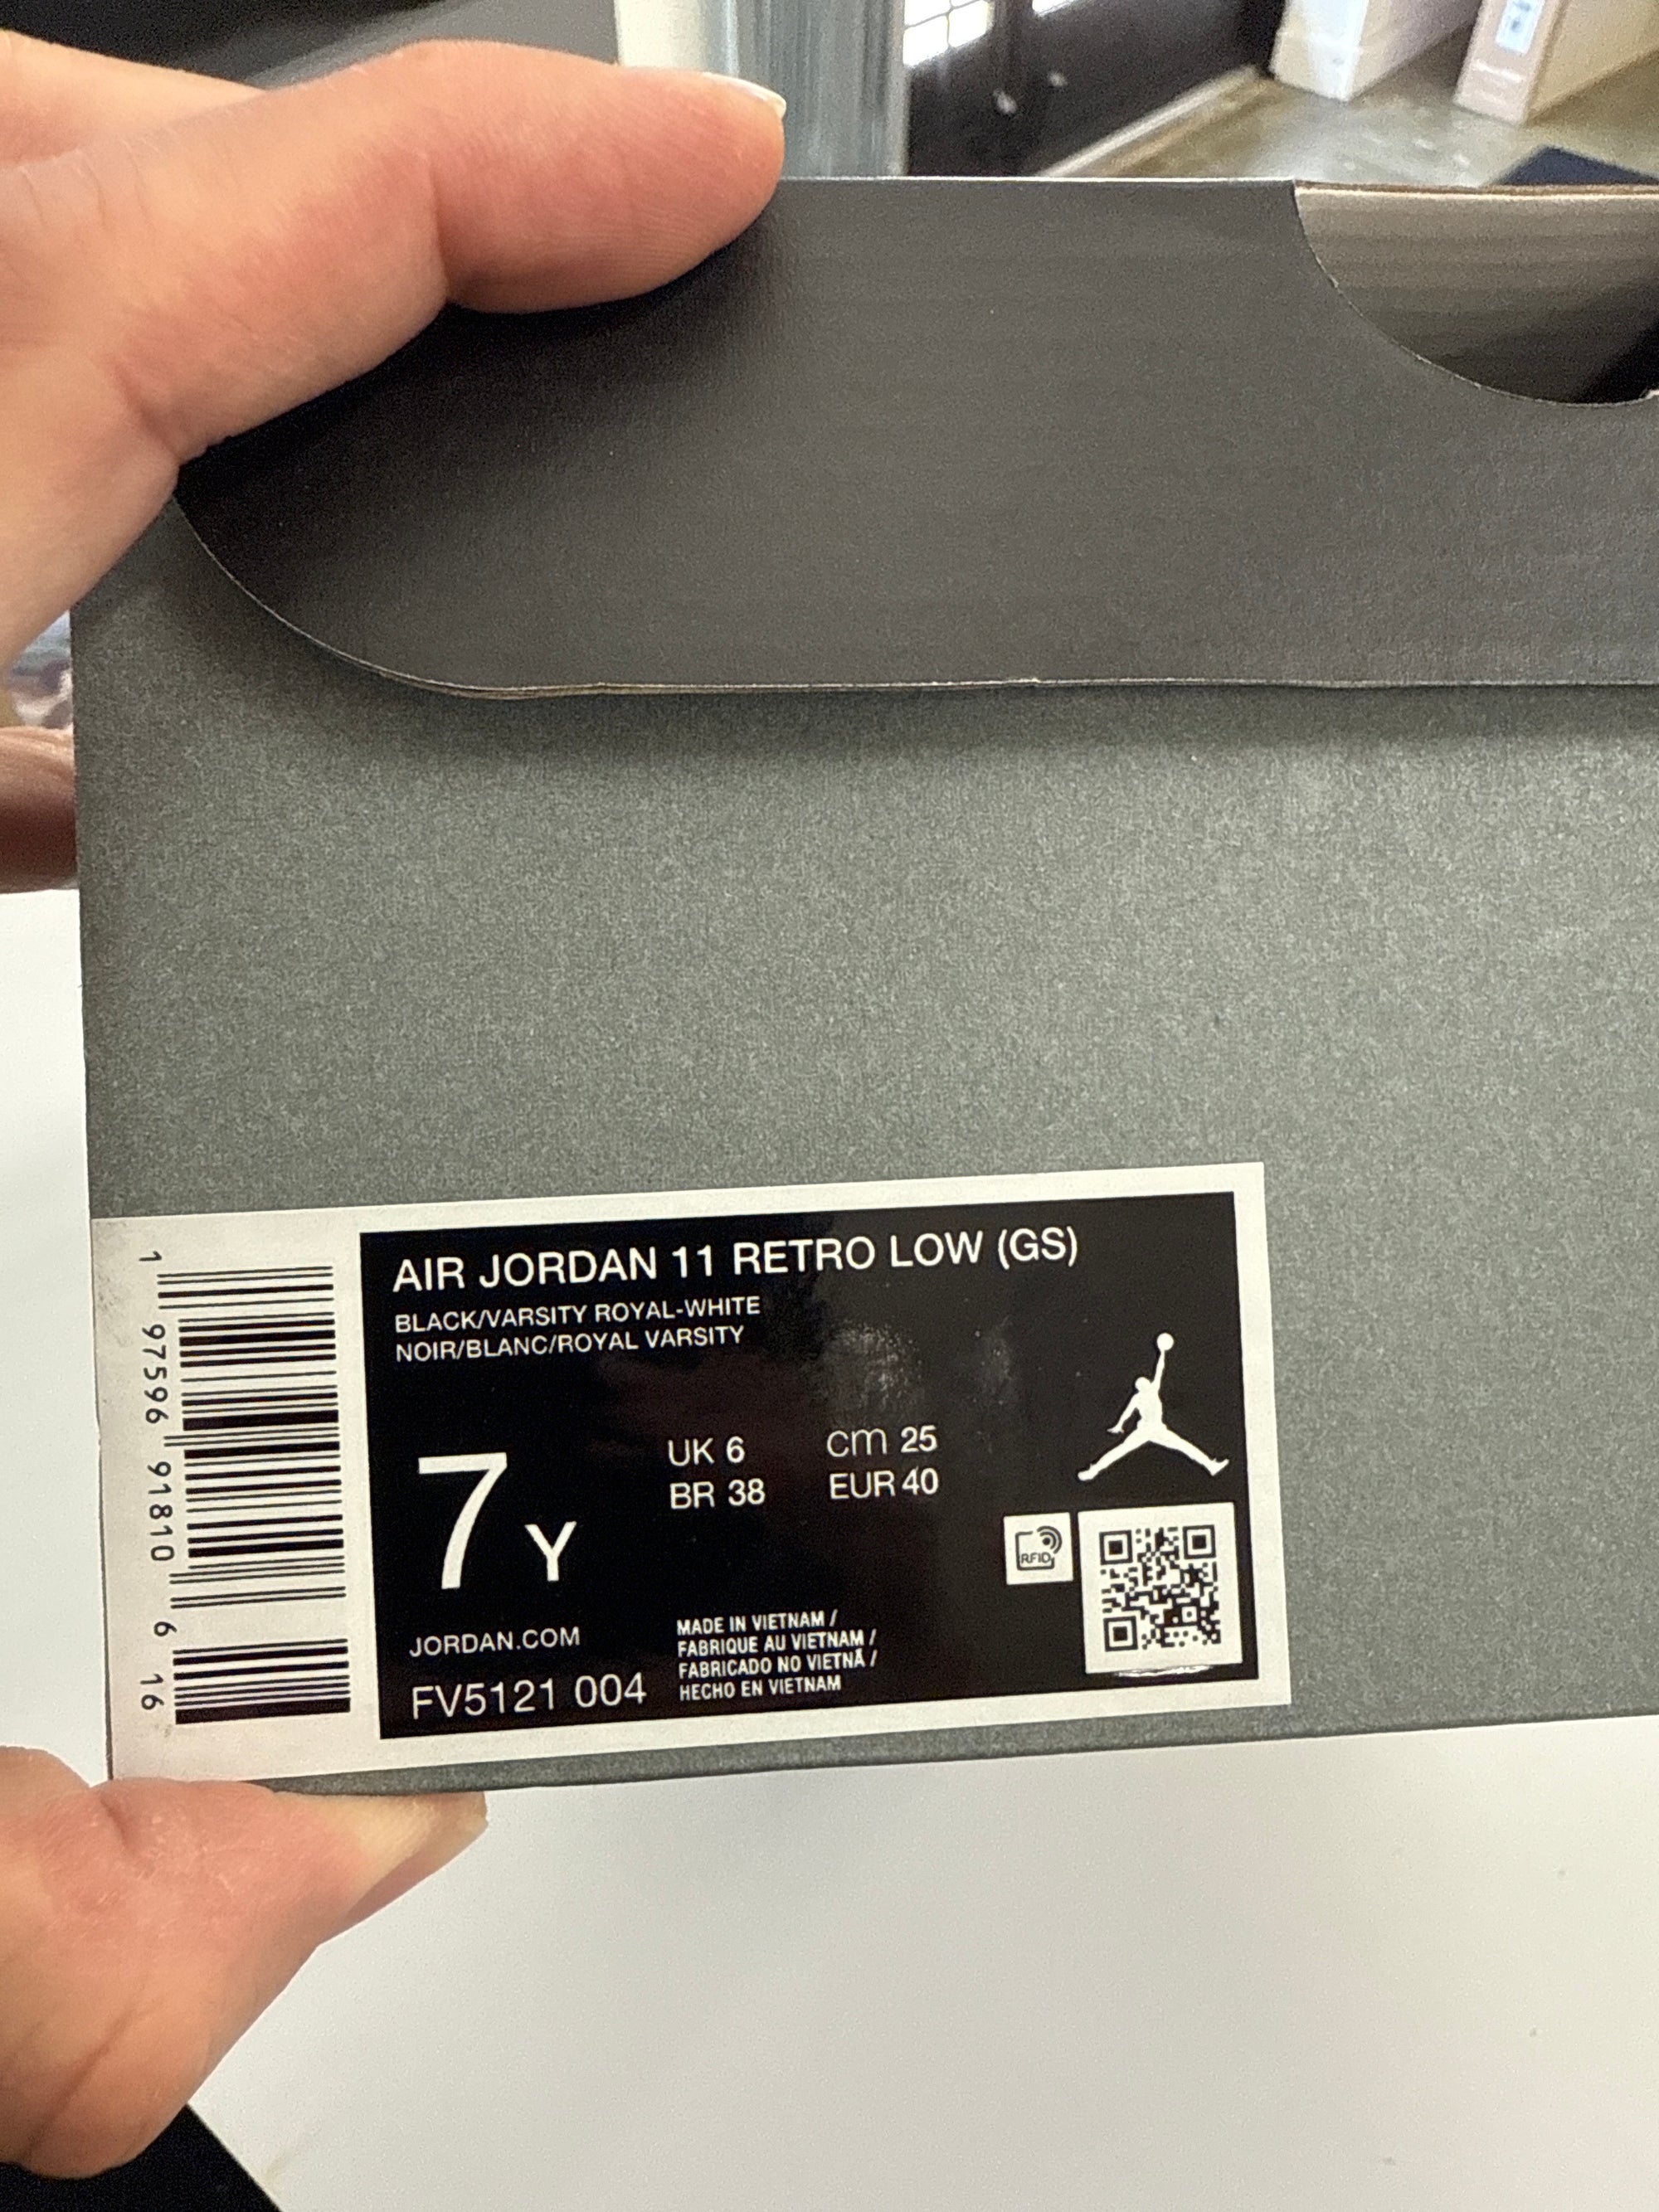 AIR JORDAN 11 RETRO LOW (GS)
BLACK/VARSITY ROYAL-WHITE
NOIR/BLANC/ROYAL VARSITY
7 Y
UK 6 cm 25
BR 38 EUR 40
RFID
JORDAN.COM
FV5121 004
MADE IN VIETNAM /
FABRIQUE AU VIETNAM /
FABRICADO NO VIETNÃ /
HECHO EN VIETNAM
1 97596 91810 6 16